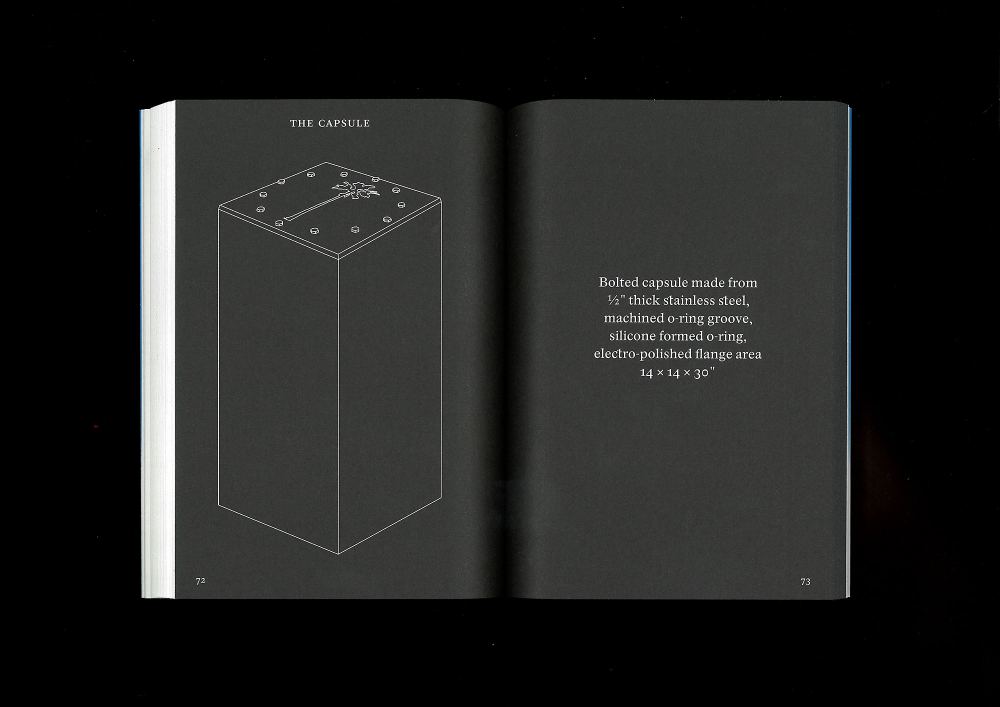 THE CAPSULE
72
Bolted capsule made from
½" thick stainless steel,
machined o-ring groove,
silicone formed o-ring,
electro-polished flange area
14 × 14 × 30"
73